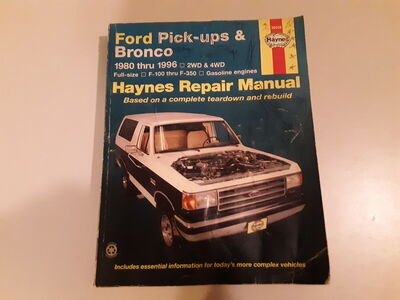 Ford Pick-ups &
Bronco
1980 thru 1996 □ 2WD & 4WD
Full-size □ F-100 thru F-350 □ Gasoline engines
Haynes Repair Manual
Based on a complete teardown and rebuild
Haynes
Includes essential information for today's more complex vehicles